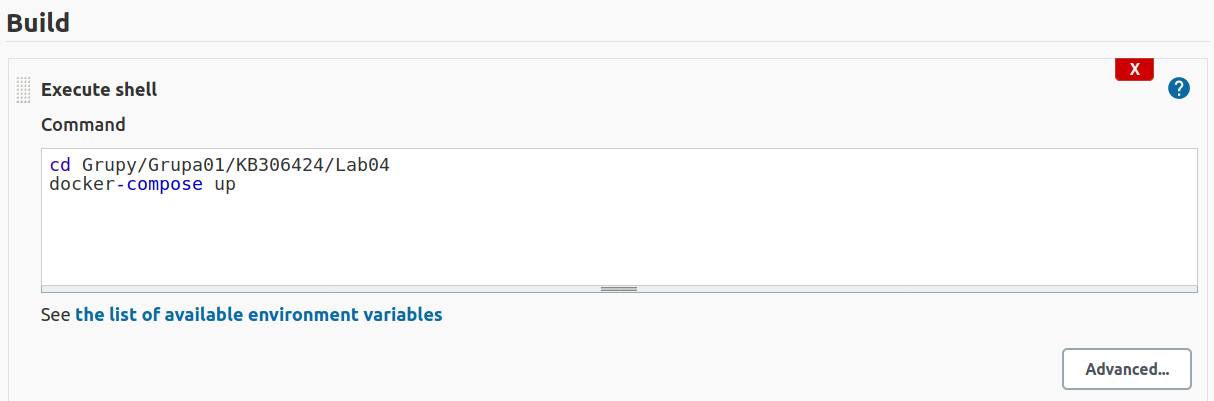 Build
X
Execute shell
?
Command
cd Grupy/Grupa01/KB306424/Lab04
docker-compose up
See the list of available environment variables
Advanced...